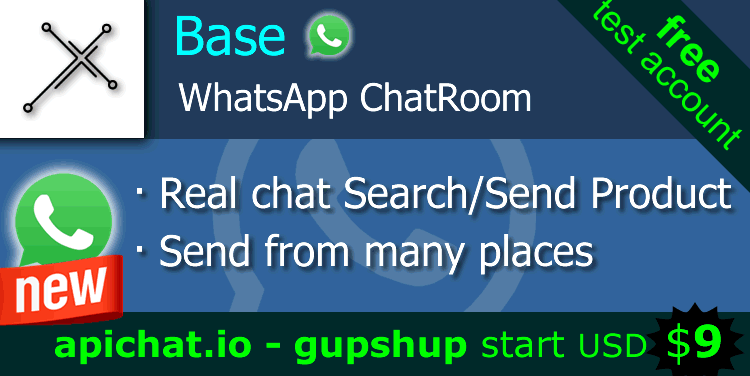 Base
WhatsApp ChatRoom
free
test account
· Real chat Search/Send Product
· Send from many places
new
apichat.io - gupshup start USD $9